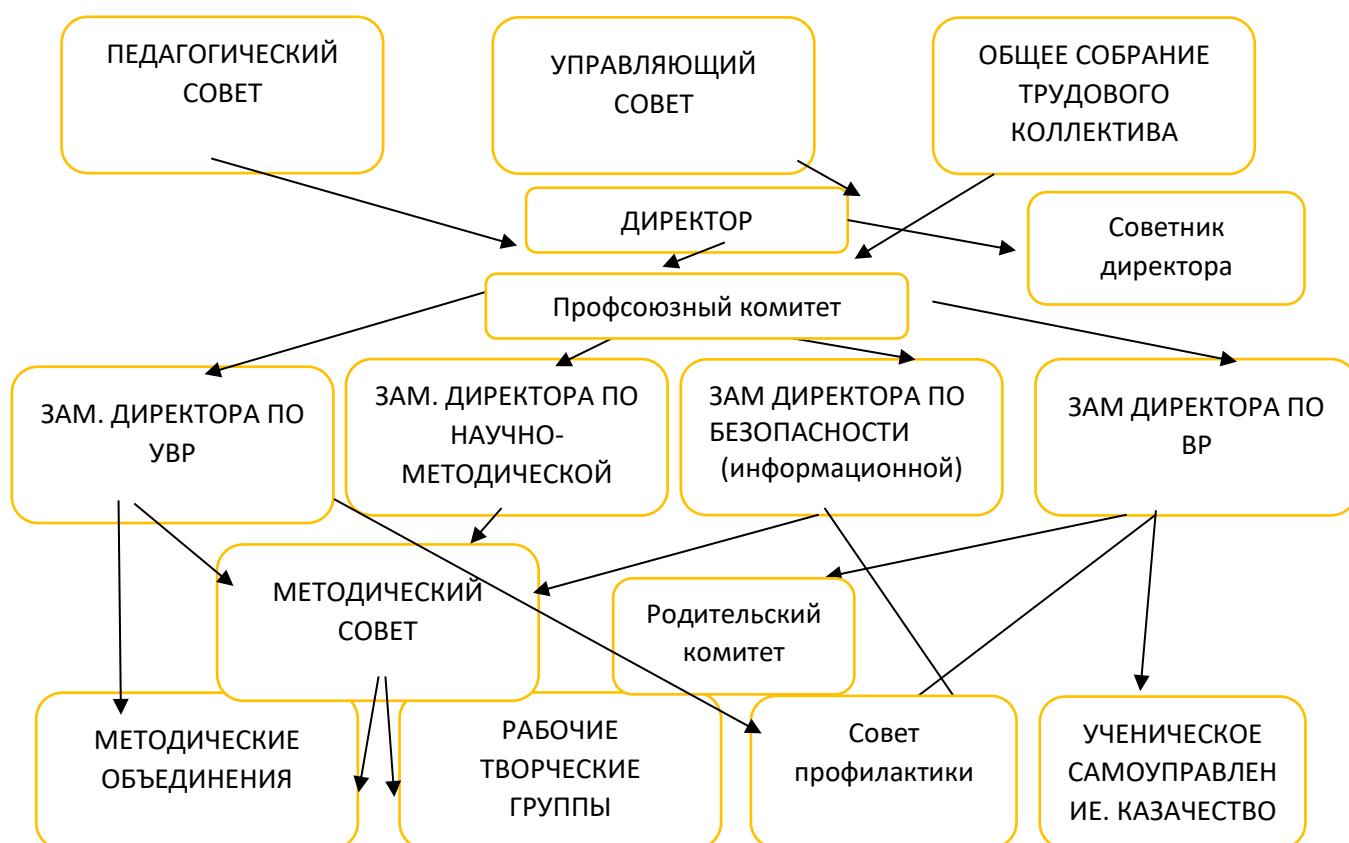 ПЕДАГОГИЧЕСКИЙ
СОВЕТ
УПРАВЛЯЮЩИЙ
СОВЕТ
ОБЩЕЕ СОБРАНИЕ
ТРУДОВОГО
КОЛЛЕКТИВА
ДИРЕКТОР
Советник
директора
Профсоюзный комитет
ЗАМ. ДИРЕКТОРА ПО
УВР
ЗАМ. ДИРЕКТОРА ПО
НАУЧНО-
МЕТОДИЧЕСКОЙ
ЗАМ ДИРЕКТОРА ПО
БЕЗОПАСНОСТИ
(информационной)
ЗАМ ДИРЕКТОРА ПО
ВР
МЕТОДИЧЕСКИЙ
СОВЕТ
Родительский
комитет
МЕТОДИЧЕСКИЕ
ОБЪЕДИНЕНИЯ
РАБОЧИЕ
ТВОРЧЕСКИЕ
ГРУППЫ
Совет
профилактики
УЧЕНИЧЕСКОЕ
САМОУПРАВЛЕН
ИЕ. КАЗАЧЕСТВО